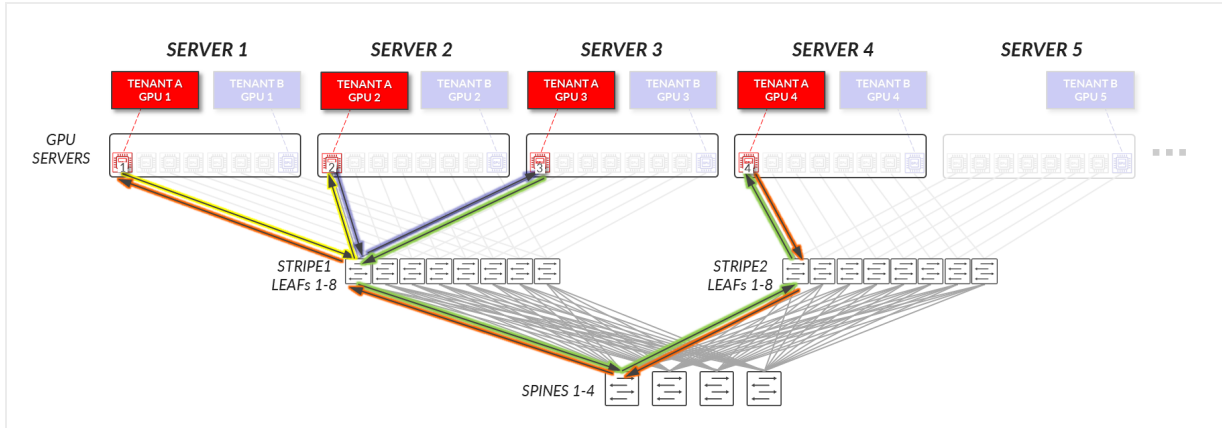 SERVER 1
SERVER 2
SERVER 3
SERVER 4
SERVER 5
TENANT A
GPU 1
TENANT B
GPU 1
TENANT A
GPU 2
TENANT B
GPU 2
TENANT A
GPU 3
TENANT B
GPU 3
TENANT A
GPU 4
TENANT B
GPU 4
TENANT B
GPU 5
GPU
SERVERS
1
2
3
4
STRIPE1
LEAFs 1-8
STRIPE2
LEAFs 1-8
SPINES 1-4